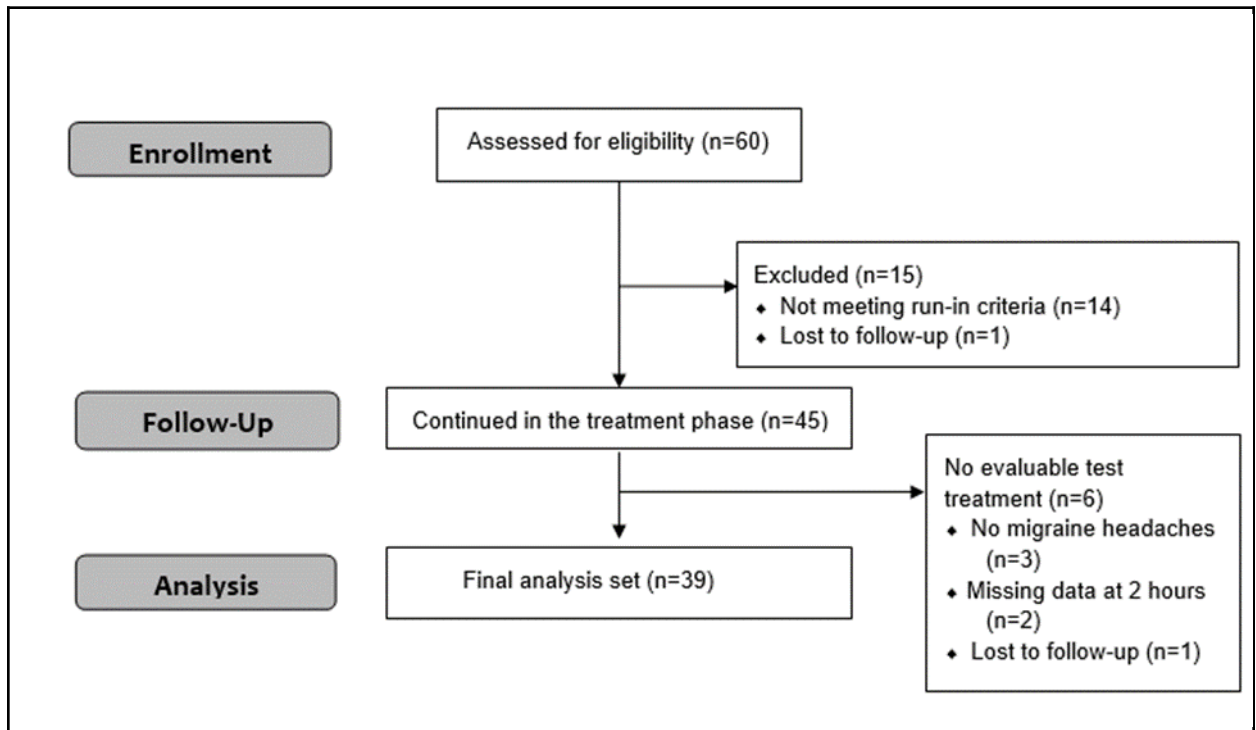 Enrollment
Assessed for eligibility (n=60)
Excluded (n=15)
⬥ Not meeting run-in criteria (n=14)
⬥ Lost to follow-up (n=1)
Follow-Up
Continued in the treatment phase (n=45)
No evaluable test
treatment (n=6)
⬥ No migraine headaches
(n=3)
⬥ Missing data at 2 hours
(n=2)
⬥ Lost to follow-up (n=1)
Analysis
Final analysis set (n=39)